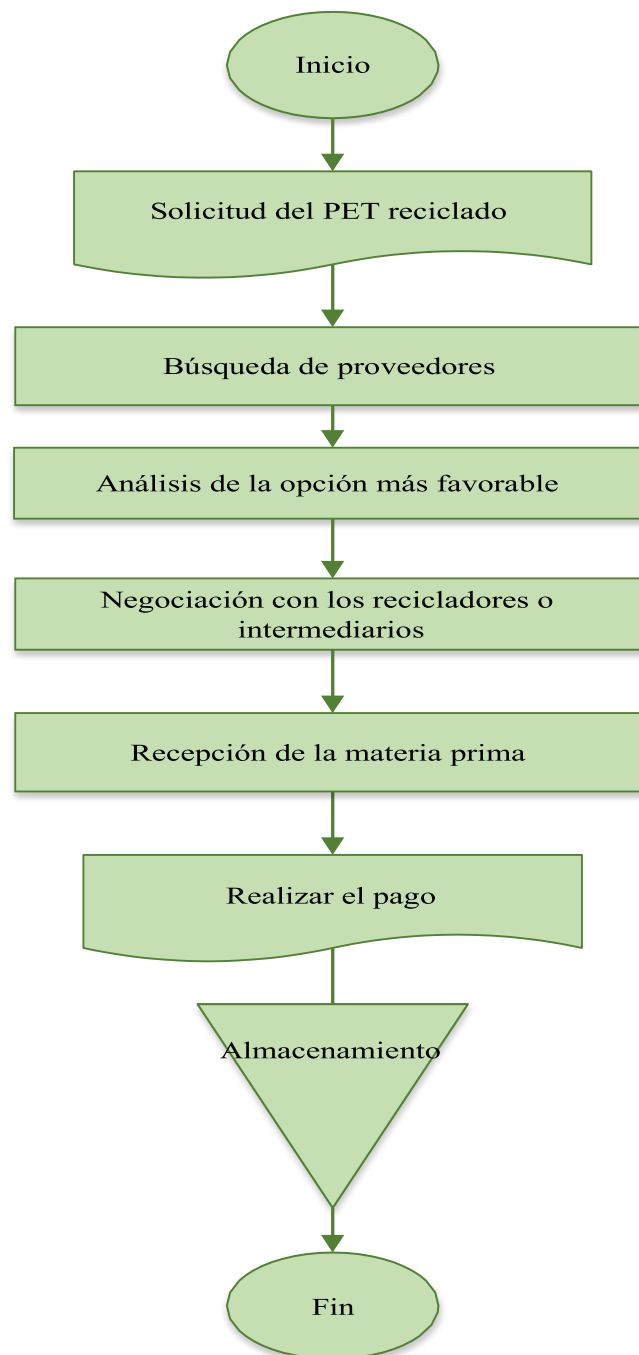 Inicio
Solicitud del PET reciclado
Búsqueda de proveedores
Análisis de la opción más favorable
Negociación con los recicladores o
intermediarios
Recepción de la materia prima
Realizar el pago
Almacenamiento
Fin